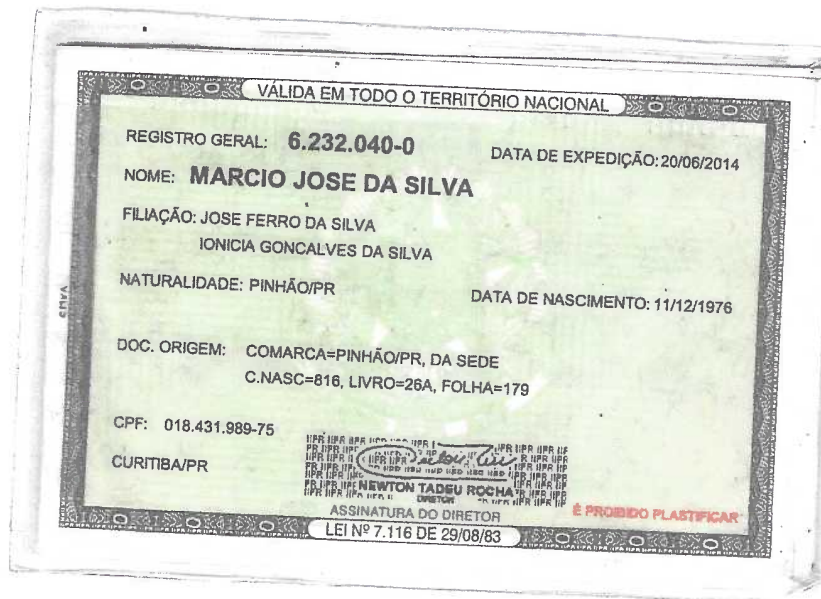 VÁLIDA EM TODO O TERRITÓRIO NACIONAL
REGISTRO GERAL: 6.232.040-0
DATA DE EXPEDIÇÃO: 20/06/2014
NOME: MARCIO JOSE DA SILVA
FILIAÇÃO: JOSE FERRO DA SILVA
IONICIA GONCALVES DA SILVA
NATURALIDADE: PINHÃO/PR
DATA DE NASCIMENTO: 11/12/1976
DOC. ORIGEM: COMARCA=PINHÃO/PR, DA SEDE
C.NASC=816, LIVRO=26A, FOLHA=179
CPF: 018.431.989-75
CURITIBA/PR
NEWTON TADEU ROCHA
DIRETOR
ASSINATURA DO DIRETOR
É PROIBIDO PLASTIFICAR
LEI Nº 7.116 DE 29/08/83